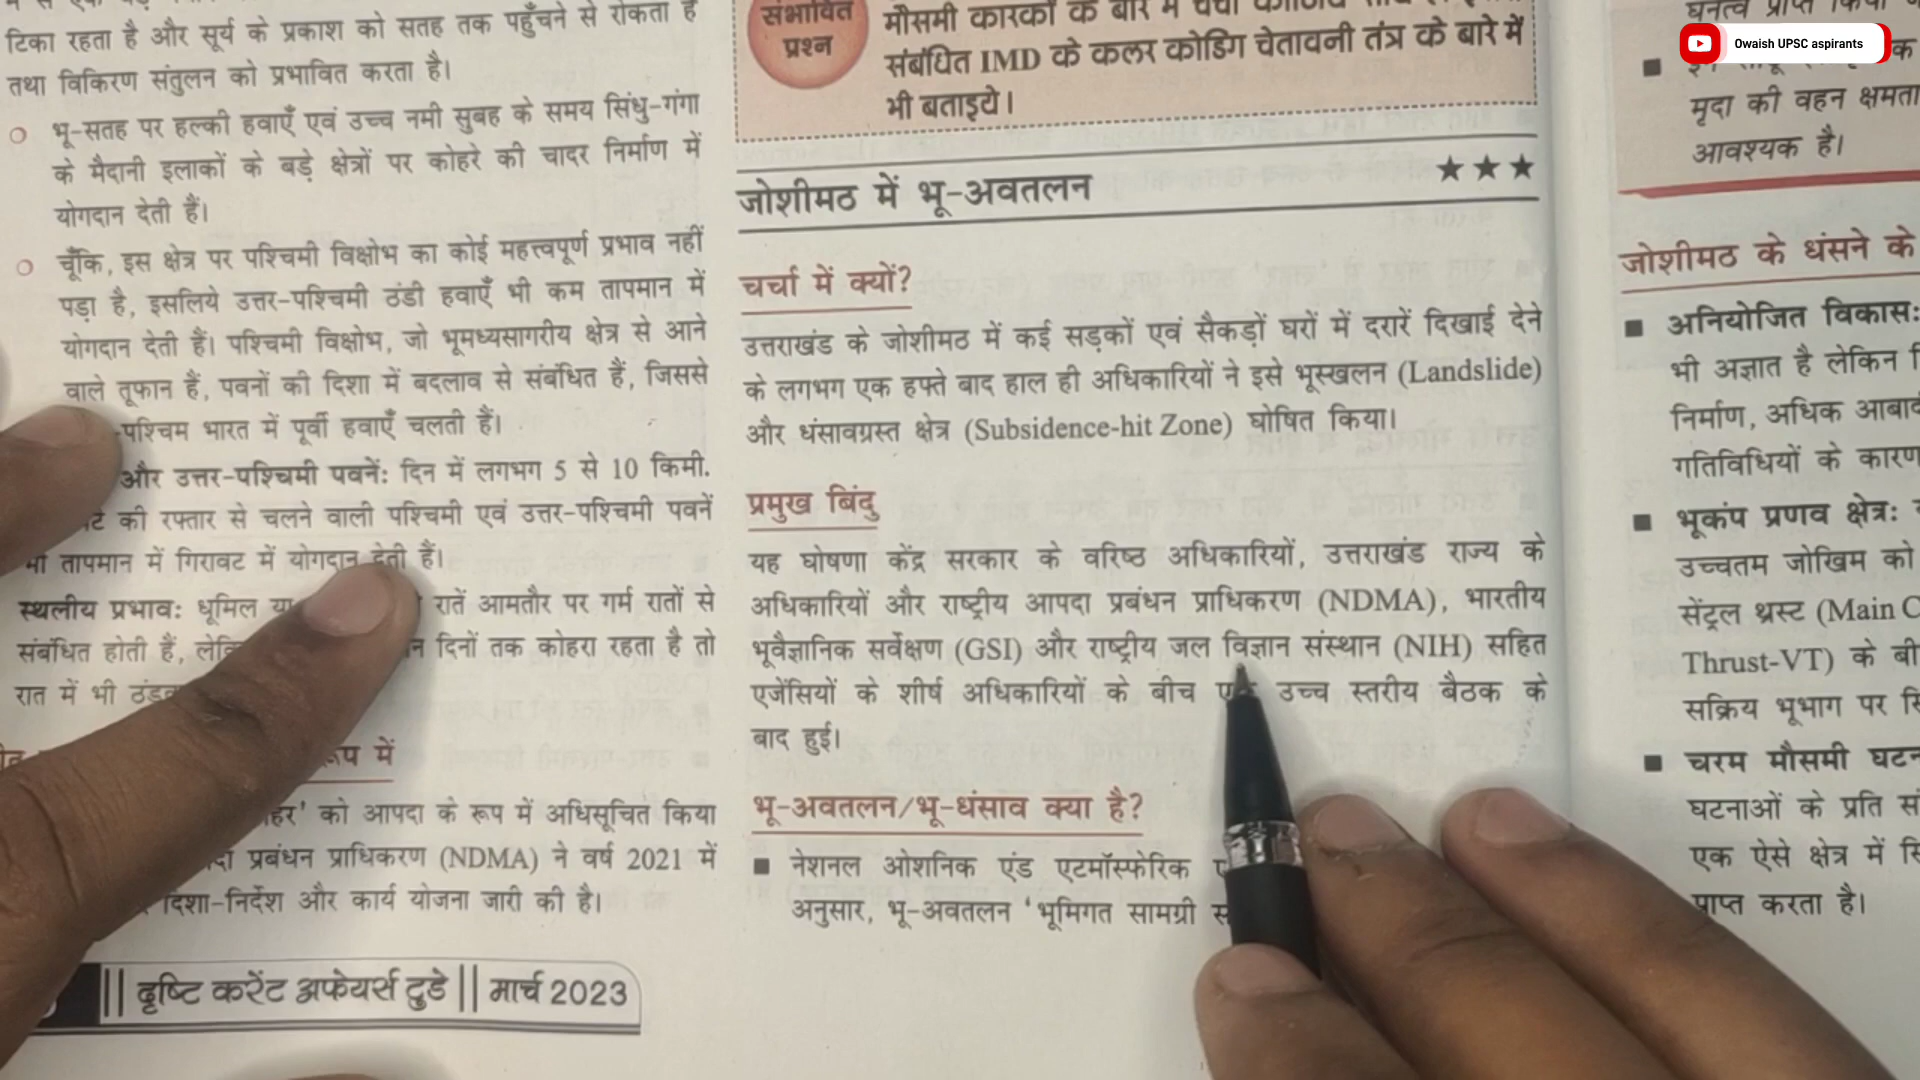 टिका रहता है और सूर्य के प्रकाश को सतह तक पहुँचने से रोकता है
तथा विकिरण संतुलन को प्रभावित करता है।
भू-सतह पर हल्की हवाएँ एवं उच्च नमी सुबह के समय सिंधु-गंगा
के मैदानी इलाकों के बड़े क्षेत्रों पर कोहरे की चादर निर्माण में
योगदान देती हैं।
चूँकि, इस क्षेत्र पर पश्चिमी विक्षोभ का कोई महत्त्वपूर्ण प्रभाव नहीं
पड़ा है, इसलिये उत्तर-पश्चिमी ठंडी हवाएँ भी कम तापमान में
योगदान देती हैं। पश्चिमी विक्षोभ, जो भूमध्यसागरीय क्षेत्र से आने
वाले तूफान हैं, पवनों की दिशा में बदलाव से संबंधित हैं, जिससे
-पश्चिम भारत में पूर्वी हवाएँ चलती हैं।
और उत्तर-पश्चिमी पवनें: दिन में लगभग 5 से 10 किमी.
की रफ्तार से चलने वाली पश्चिमी एवं उत्तर-पश्चिमी पवनें
तापमान में गिरावट में योगदान देती हैं।
स्थलीय प्रभाव: धूमिल या रातें आमतौर पर गर्म रातों से
संबंधित होती हैं, दिनों तक कोहरा रहता है तो
रात में भी
रूप में
को आपदा के रूप में अधिसूचित किया
प्रबंधन प्राधिकरण (NDMA) ने वर्ष 2021 में
दिशा-निर्देश और कार्य योजना जारी की है।
|| दृष्टि करेंट अफेयर्स टुडे || मार्च 2023
संभावित
प्रश्न
मौसमी कारकों के बारे में
संबंधित IMD के कलर कोडिंग चेतावनी तंत्र के बारे में
भी बताइये।
★★★
जोशीमठ में भू-अवतलन
चर्चा में क्यों?
उत्तराखंड के जोशीमठ में कई सड़कों एवं सैकड़ों घरों में दरारें दिखाई देने
के लगभग एक हफ्ते बाद हाल ही अधिकारियों ने इसे भूस्खलन (Landslide)
और धंसावग्रस्त क्षेत्र (Subsidence-hit Zone) घोषित किया।
प्रमुख बिंदु
यह घोषणा केंद्र सरकार के वरिष्ठ अधिकारियों, उत्तराखंड राज्य के
अधिकारियों और राष्ट्रीय आपदा प्रबंधन प्राधिकरण (NDMA), भारतीय
भूवैज्ञानिक सर्वेक्षण (GSI) और राष्ट्रीय जल विज्ञान संस्थान (NIH) सहित
एजेंसियों के शीर्ष अधिकारियों के बीच उच्च स्तरीय बैठक के
बाद हुई।
भू-अवतलन/भू-धंसाव क्या है?
नेशनल ओशनिक एंड एटमॉस्फेरिक
अनुसार, भू-अवतलन 'भूमिगत सामग्री
Owaish UPSC aspirants
मृदा की वहन क्षमता
आवश्यक है।
जोशीमठ के धंसने के
अनियोजित विकास:
भी अज्ञात है लेकिन
निर्माण, अधिक
गतिविधियों के कारण
भूकंप प्रणव क्षेत्र:
उच्चतम जोखिम को
सेंट्रल थ्रस्ट (Main
Thrust-VT) के
सक्रिय भूभाग पर
चरम मौसमी
घटनाओं के प्रति
एक ऐसे क्षेत्र में
प्राप्त करता है।